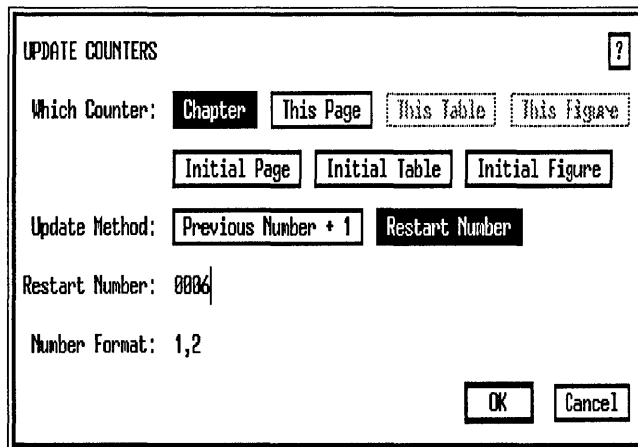 UPDATE COUNTERS ?
Which Counter: Chapter This Page This Table This Figure
Initial Page Initial Table Initial Figure
Update Method: Previous Number + 1 Restart Number
Restart Number: 0006
Number Format: 1,2
OK Cancel